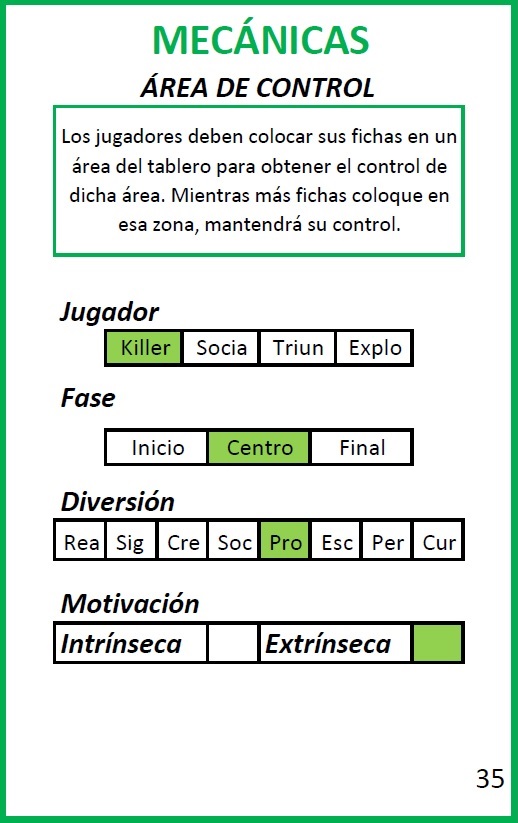 MECÁNICAS
ÁREA DE CONTROL
Los jugadores deben colocar sus fichas en un
área del tablero para obtener el control de
dicha área. Mientras más fichas coloque en
esa zona, mantendrá su control.
Jugador
Killer Socia Triun Explo
Fase
Inicio Centro Final
Diversión
Rea Sig Cre Soc Pro Esc Per Cur
Motivación
Intrínseca Extrínseca
35